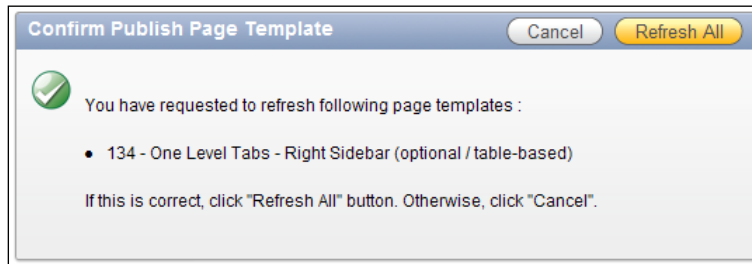 Confirm Publish Page Template
Cancel
Refresh All
You have requested to refresh following page templates :
• 134 - One Level Tabs - Right Sidebar (optional / table-based)
If this is correct, click "Refresh All" button. Otherwise, click "Cancel".